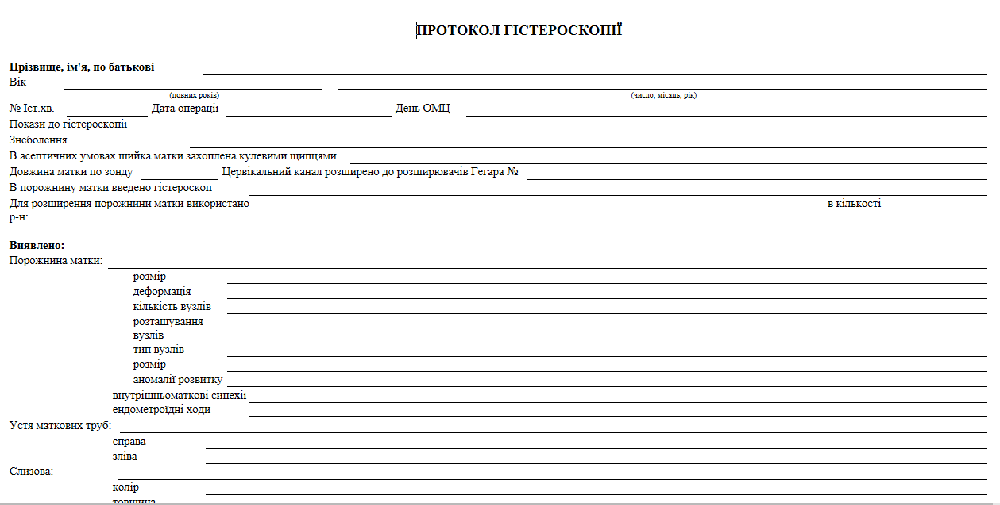 ПРОТОКОЛ ГІСТЕРОСКОПІЇ
Прізвище, ім'я, по батькові
Вік
(повних років) (число, місяць, рік)
№ Іст.хв. Дата операції День ОМЦ
Покази до гістероскопії
Знеболення
В асептичних умовах шийка матки захоплена кулевими щипцями
Довжина матки по зонду Цервікальний канал розширено до розширювачів Гегара №
В порожнину матки введено гістероскоп
Для розширення порожнини матки використано в кількості
р-н:
Виявлено:
Порожнина матки:
розмір
деформація
кількість вузлів
розташування
вузлів
тип вузлів
розмір
аномалії розвитку
внутрішньоматкові синехії
ендометроїдні ходи
Устя маткових труб:
справа
зліва
Слизова:
колір
товщина